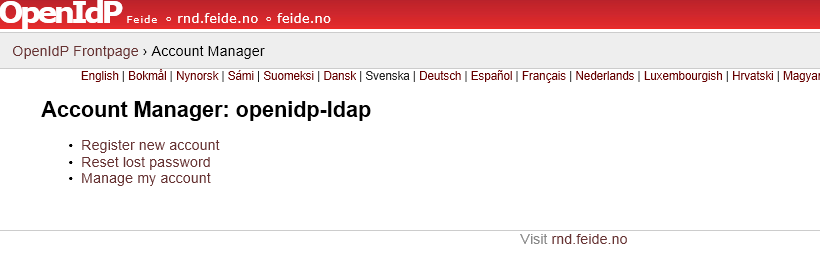 OpenIdP Feide ∘ rnd.feide.no ∘ feide.no
OpenIdP Frontpage › Account Manager
English | Bokmål | Nynorsk | Sámi | Suomeksi | Dansk | Svenska | Deutsch | Español | Français | Nederlands | Luxembourgish | Hrvatski | Magyar
Account Manager: openidp-ldap
• Register new account
• Reset lost password
• Manage my account
Visit rnd.feide.no